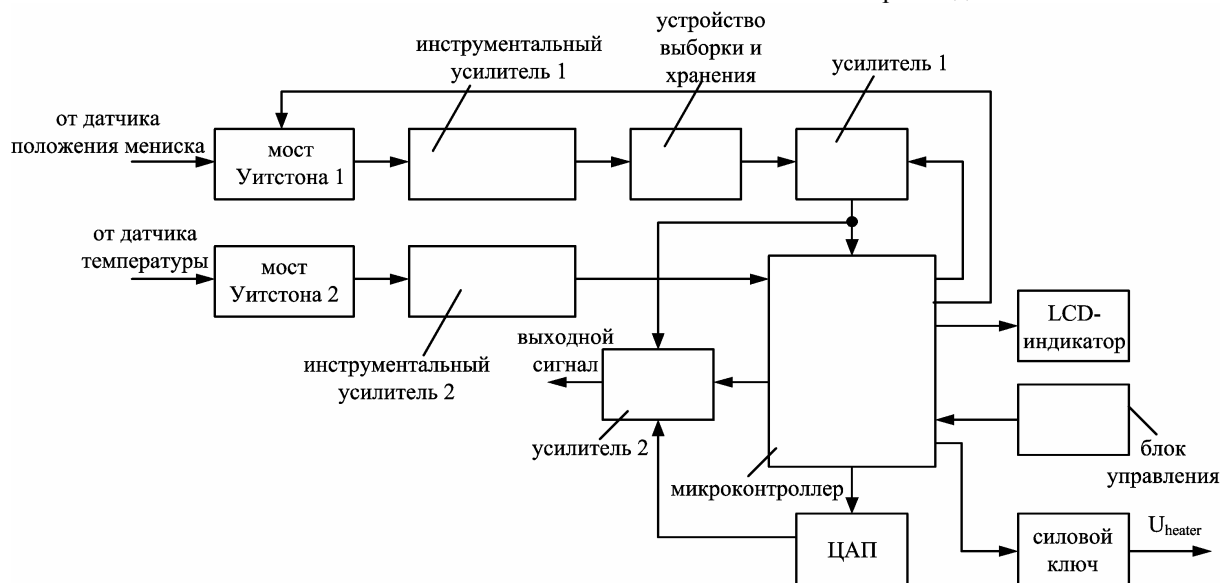 устройство
выборки и
хранения
инструментальный
усилитель 1
усилитель 1
от датчика
положения мениска
мост
Уитстона 1
от датчика
температуры
мост
Уитстона 2
инструментальный
усилитель 2
выходной
сигнал
усилитель 2
микроконтроллер
LCD-
индикатор
блок
управления
ЦАП
силовой
ключ
Uheater